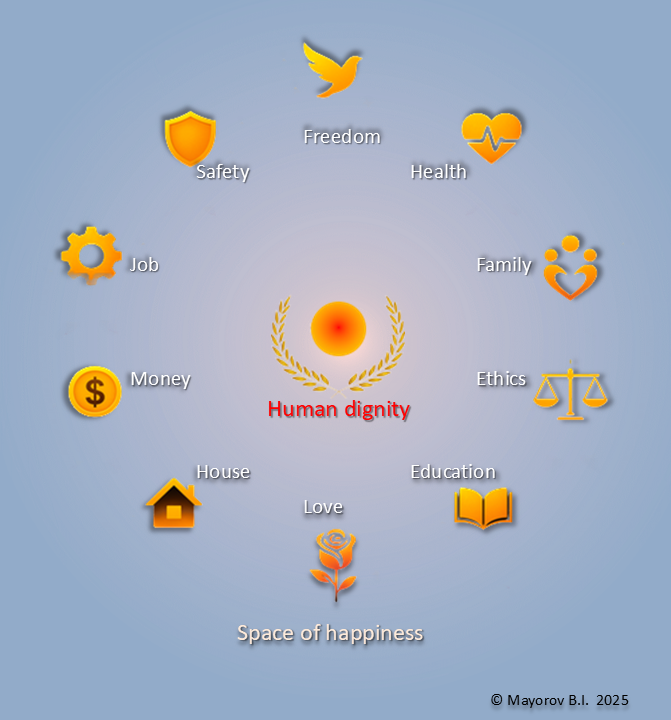 Freedom
Safety
Health
Job
Family
Human dignity
Money
Ethics
House
Education
Love
Space of happiness
© Mayorov B.I. 2025
$